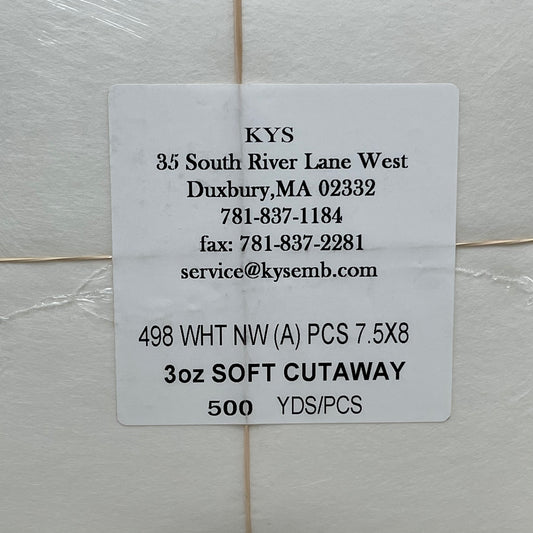 KYS
35 South River Lane West
Duxbury,MA 02332
781-837-1184
fax: 781-837-2281
service@kysemb.com
498 WHT NW (A) PCS 7.5X8
3oz SOFT CUTAWAY
500 YDS/PCS